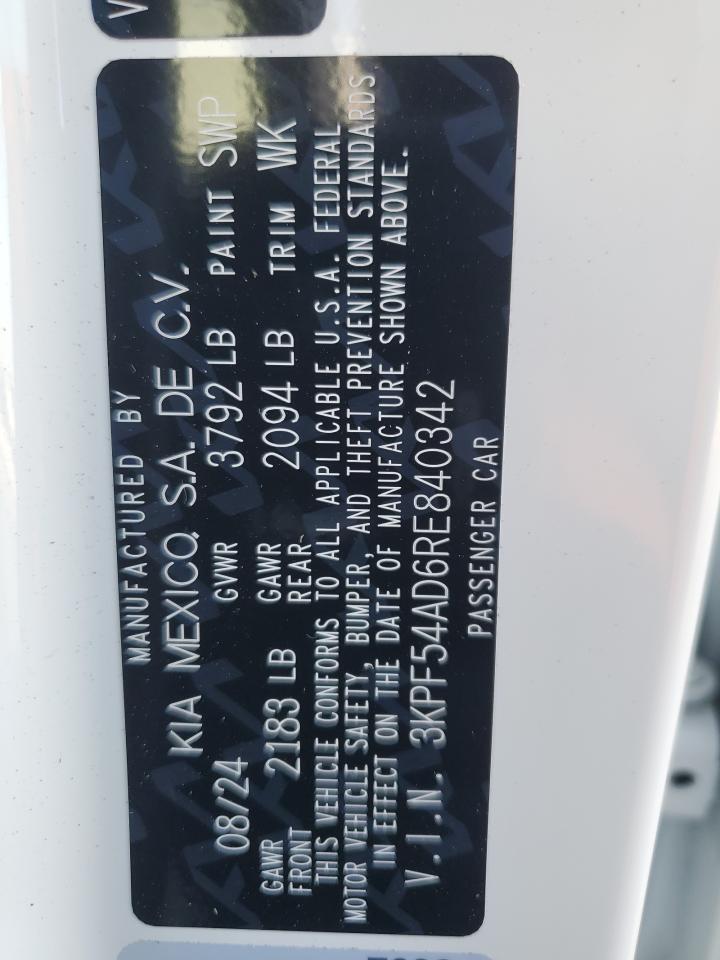 MANUFACTURED BY
KIA MEXICO, S.A. DE C.V.
08/24 GVWR 3792 LB PAINT SWP
GAWR FRONT 2183 LB GAWR REAR 2094 LB TRIM WK
THIS VEHICLE CONFORMS TO ALL APPLICABLE U.S.A. FEDERAL
MOTOR VEHICLE SAFETY, BUMPER, AND THEFT PREVENTION STANDARDS
IN EFFECT ON THE DATE OF MANUFACTURE SHOWN ABOVE.
V.I.N. 3KPF54AD6RE840342
PASSENGER CAR